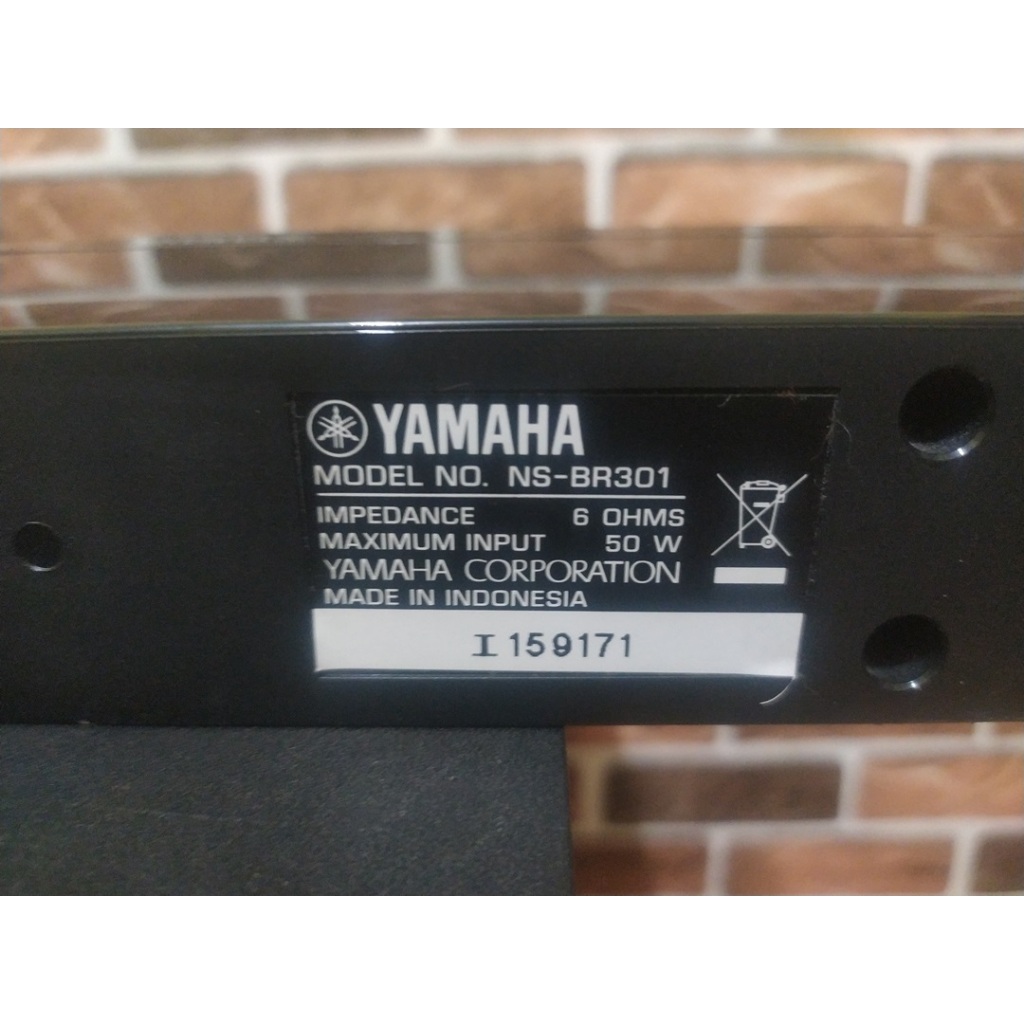 YAMAHA
MODEL NO. NS-BR301
IMPEDANCE 6 OHMS
MAXIMUM INPUT 50 W
YAMAHA CORPORATION
MADE IN INDONESIA
I 159171